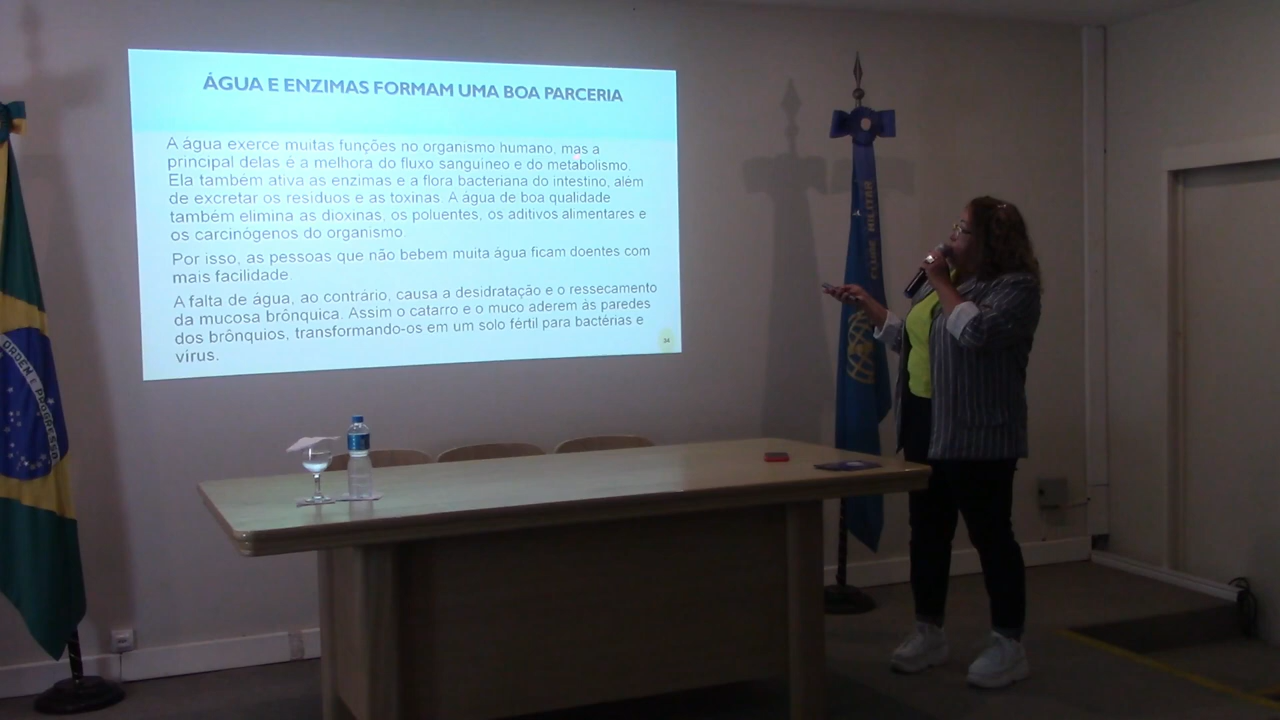 ÁGUA E ENZIMAS FORMAM UMA BOA PARCERIA
A água exerce muitas funções no organismo humano, mas a
principal delas é a melhora do fluxo sanguíneo e do metabolismo.
Ela também ativa as enzimas e a flora bacteriana do intestino, além
de excretar os resíduos e as toxinas. A água de boa qualidade
também elimina as dioxinas, os poluentes, os aditivos alimentares e
os carcinógenos do organismo.
Por isso, as pessoas que não bebem muita água ficam doentes com
mais facilidade.
A falta de água, ao contrário, causa a desidratação e o ressecamento
da mucosa brônquica. Assim o catarro e o muco aderem às paredes
dos brônquios, transformando-os em um solo fértil para bactérias e
vírus.
34
ORDEM E PROGRESSO
CLUBE MILITAR